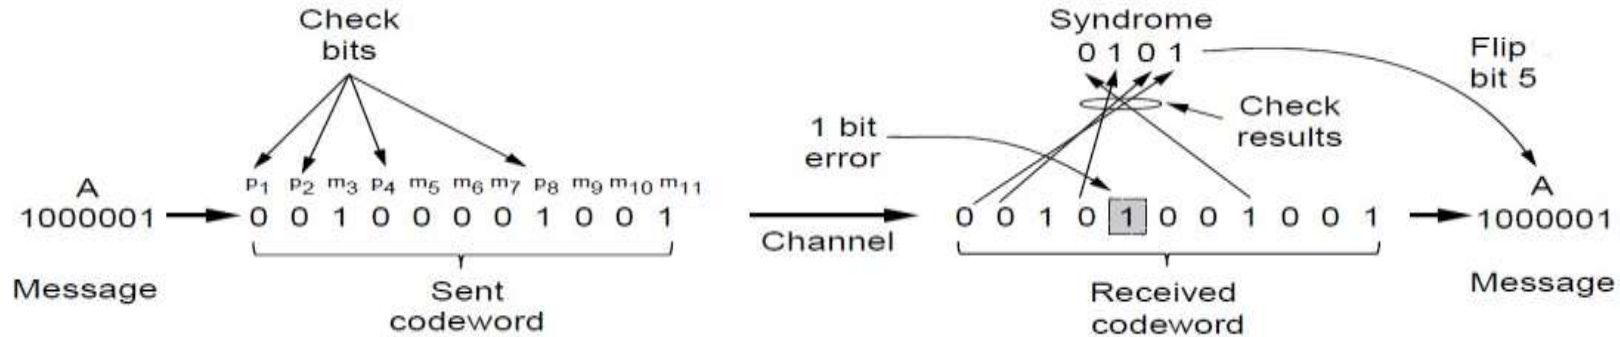 Check
bits
Syndrome
0 1 0 1
Flip
bit 5
1 bit
error
Check
results
A
p1 p2 m3 p4 m5 m6 m7 p8 m9 m10 m11
A
1000001
0 0 1 0 0 0 0 1 0 0 1
0 0 1 0 1 0 0 1 0 0 1
1000001
Channel
Message
Sent
codeword
Received
codeword
Message